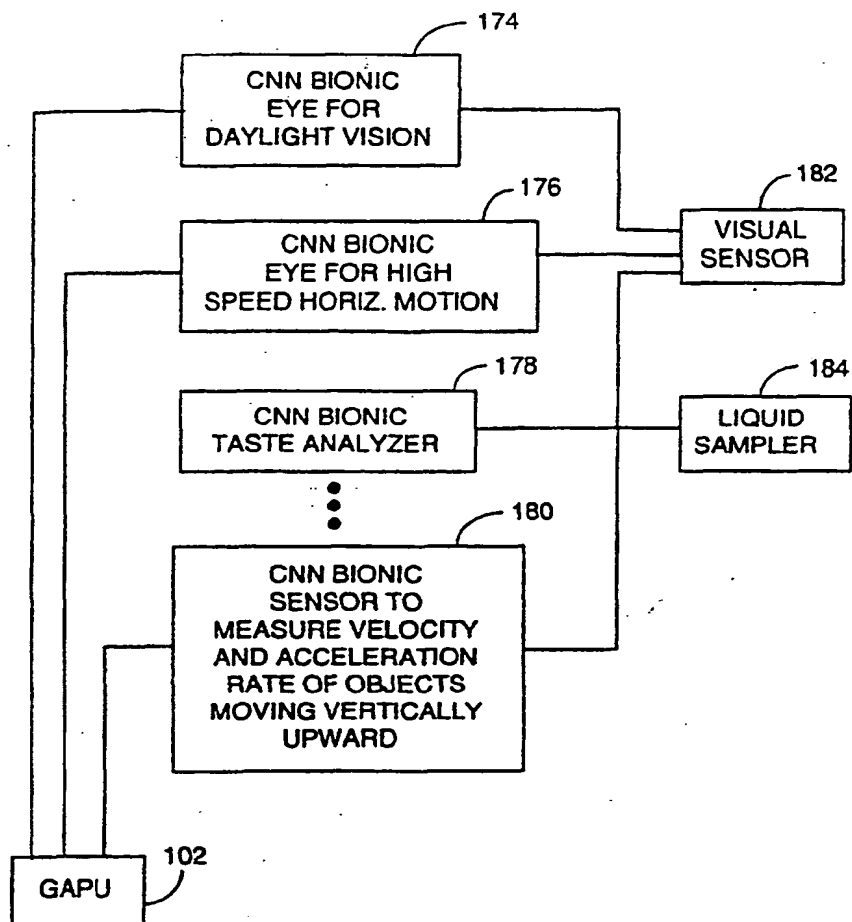 174
CNN BIONIC
EYE FOR
DAYLIGHT VISION
176
CNN BIONIC
EYE FOR HIGH
SPEED HORIZ. MOTION
182
VISUAL
SENSOR
178
CNN BIONIC
TASTE ANALYZER
184
LIQUID
SAMPLER
180
CNN BIONIC
SENSOR TO
MEASURE VELOCITY
AND ACCELERATION
RATE OF OBJECTS
MOVING VERTICALLY
UPWARD
102
GAPU